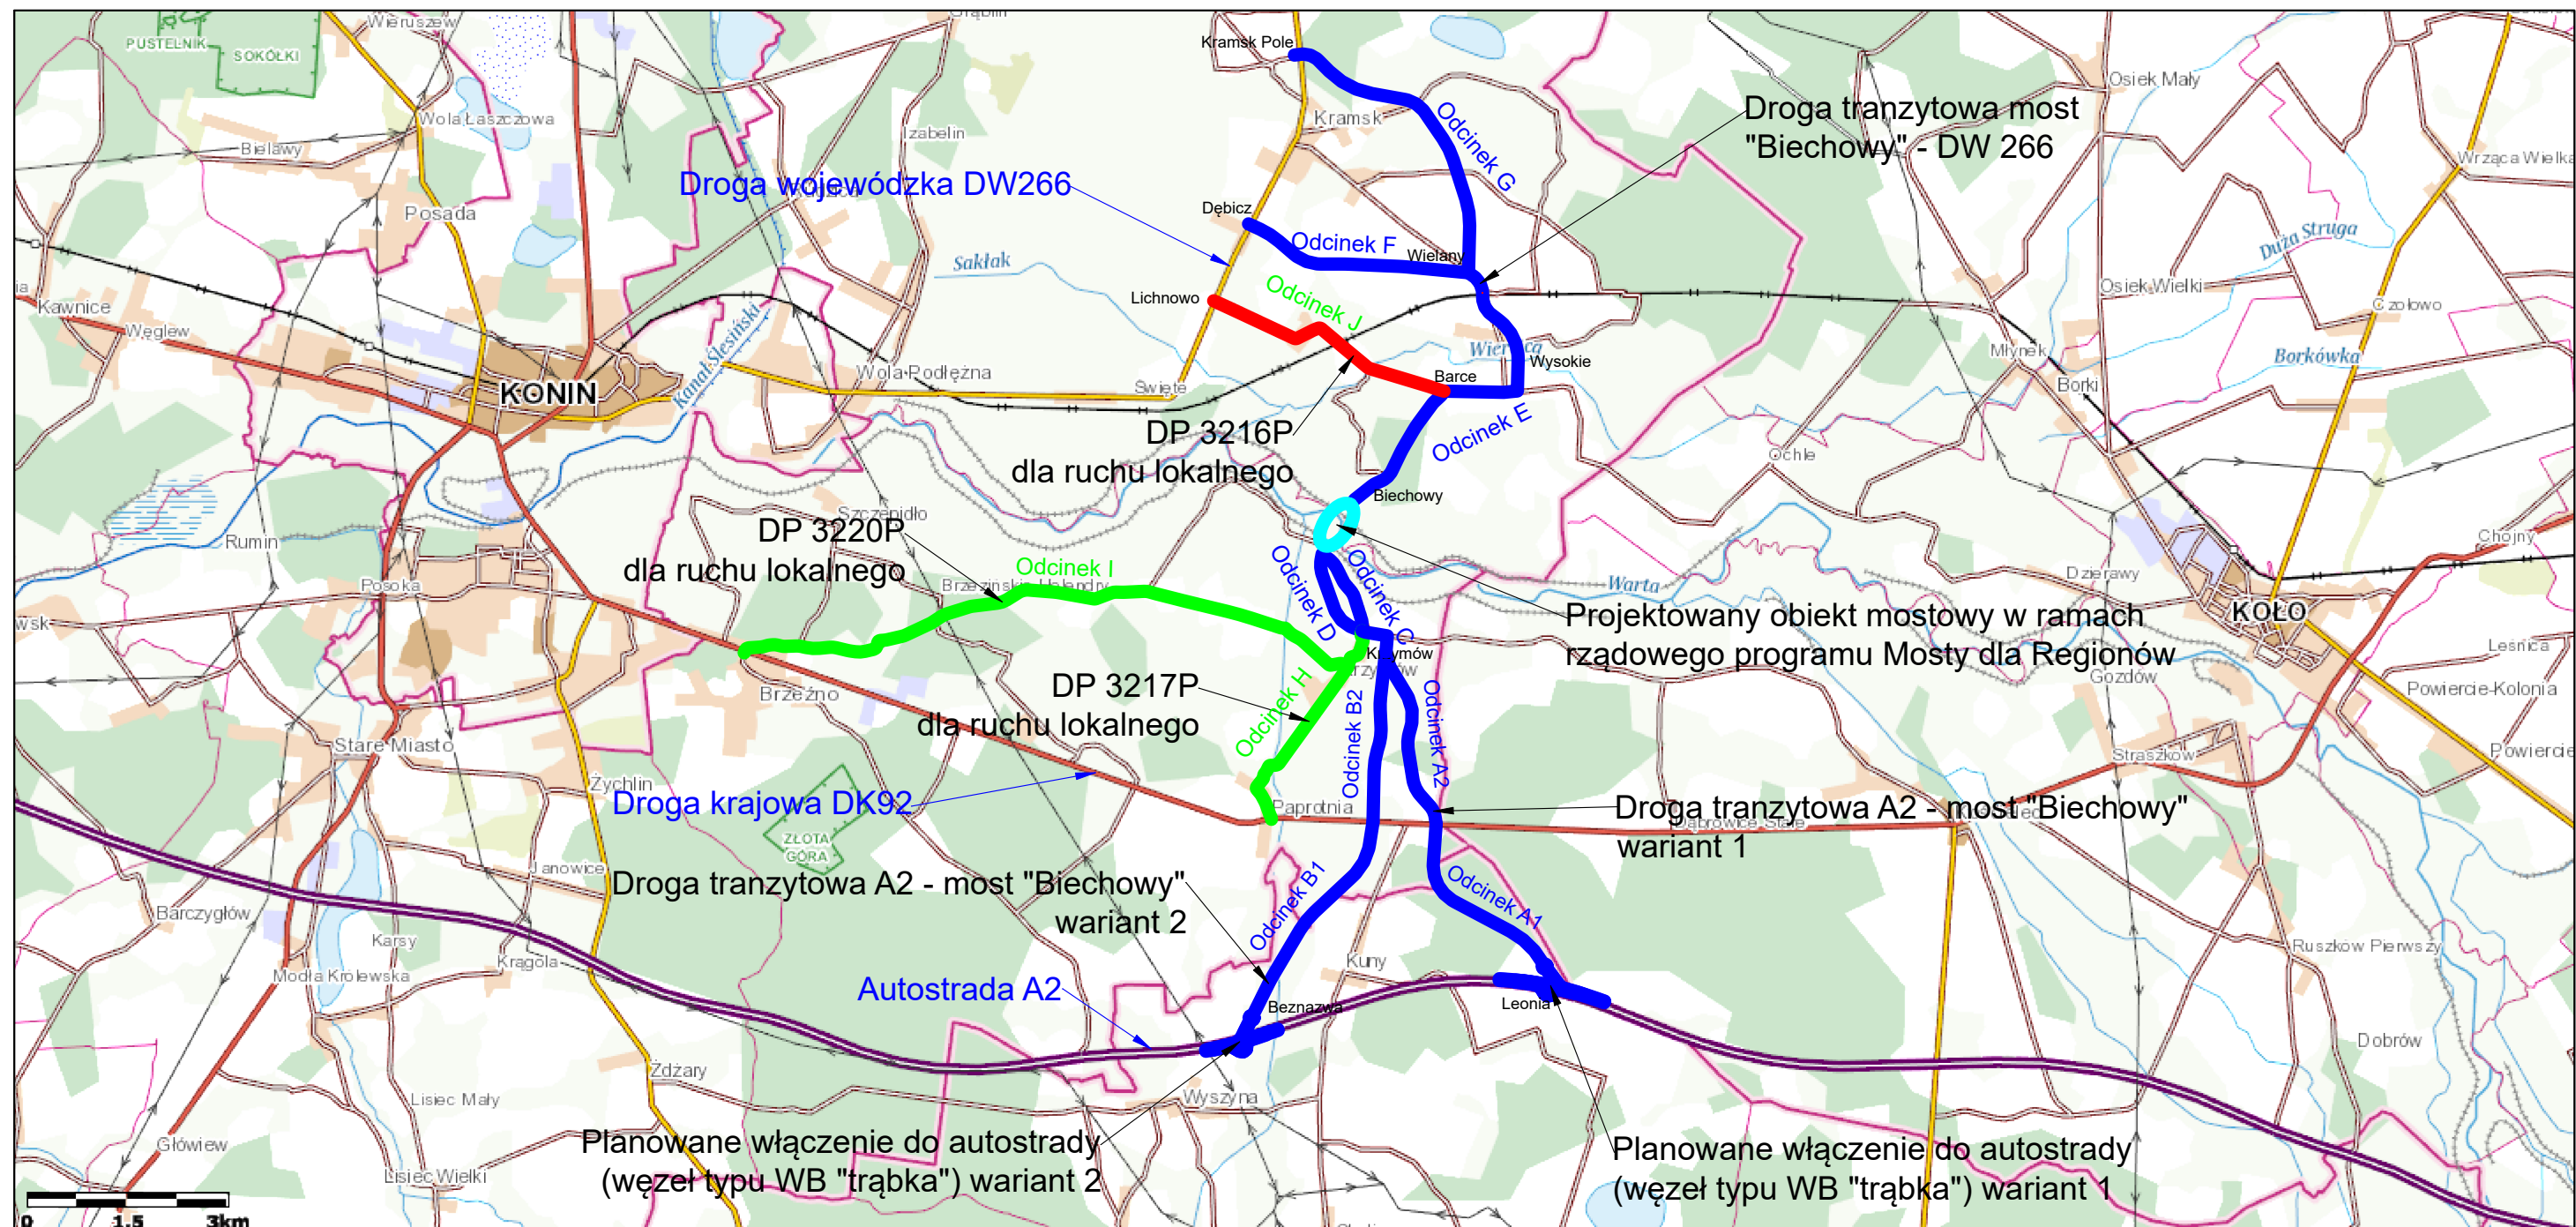 Wieruszew
PUSTELNIK
SOKÓŁKI
Kramsk Pole
Osiek Mały
Droga tranzytowa most
"Biechowy" - DW 266
Wola Łaszczowa
Kramsk
Izabelin
Bielawy
Odcinek G
Wrząca Wielka
Droga wojewódzka DW266
Posada
Dębicz
Odcinek F
Wielany
Duża Struga
Sakłak
Osiek Wielki
Kawnice
Lichnowo
Odcinek J
Czołowo
Węglew
Kanał Ślesiński
Wysokie
Młynek
Borkówka
KONIN
Wola Podłężna
Święte
Barce
Borki
DP 3216P
dla ruchu lokalnego
Odcinek E
Ochle
Biechowy
Szczepidło
DP 3220P
dla ruchu lokalnego
Rumin
Chojny
Odcinek I
Odcinek D
Odcinek C
Posoka
Warta
Dzierawy
Projektowany obiekt mostowy w ramach
rządowego programu Mosty dla Regionów
KOŁO
Leśnica
Krzymów
Gozdów
DP 3217P
dla ruchu lokalnego
Odcinek H
Odcinek B2
Odcinek A2
Brzeźno
Powiercie-Kolonia
Stare Miasto
Straszków
Powiercie
Żychlin
Droga krajowa DK92
Paprotnia
Droga tranzytowa A2 - most "Biechowy"
wariant 1
Dąbrowice Stare
ZŁOTA
GÓRA
Janowice
Droga tranzytowa A2 - most "Biechowy"
wariant 2
Odcinek B1
Odcinek A1
Barczygłów
Karsy
Krągola
Modła Królewska
Kuny
Ruszków Pierwszy
Autostrada A2
Beznazwa
Leonia
Dobrów
Żdżary
Lisiec Mały
Wyszyna
Główiew
Planowane włączenie do autostrady
(węzeł typu WB "trąbka") wariant 2
Planowane włączenie do autostrady
(węzeł typu WB "trąbka") wariant 1
Lisiec Wielki
0 1,5 3km